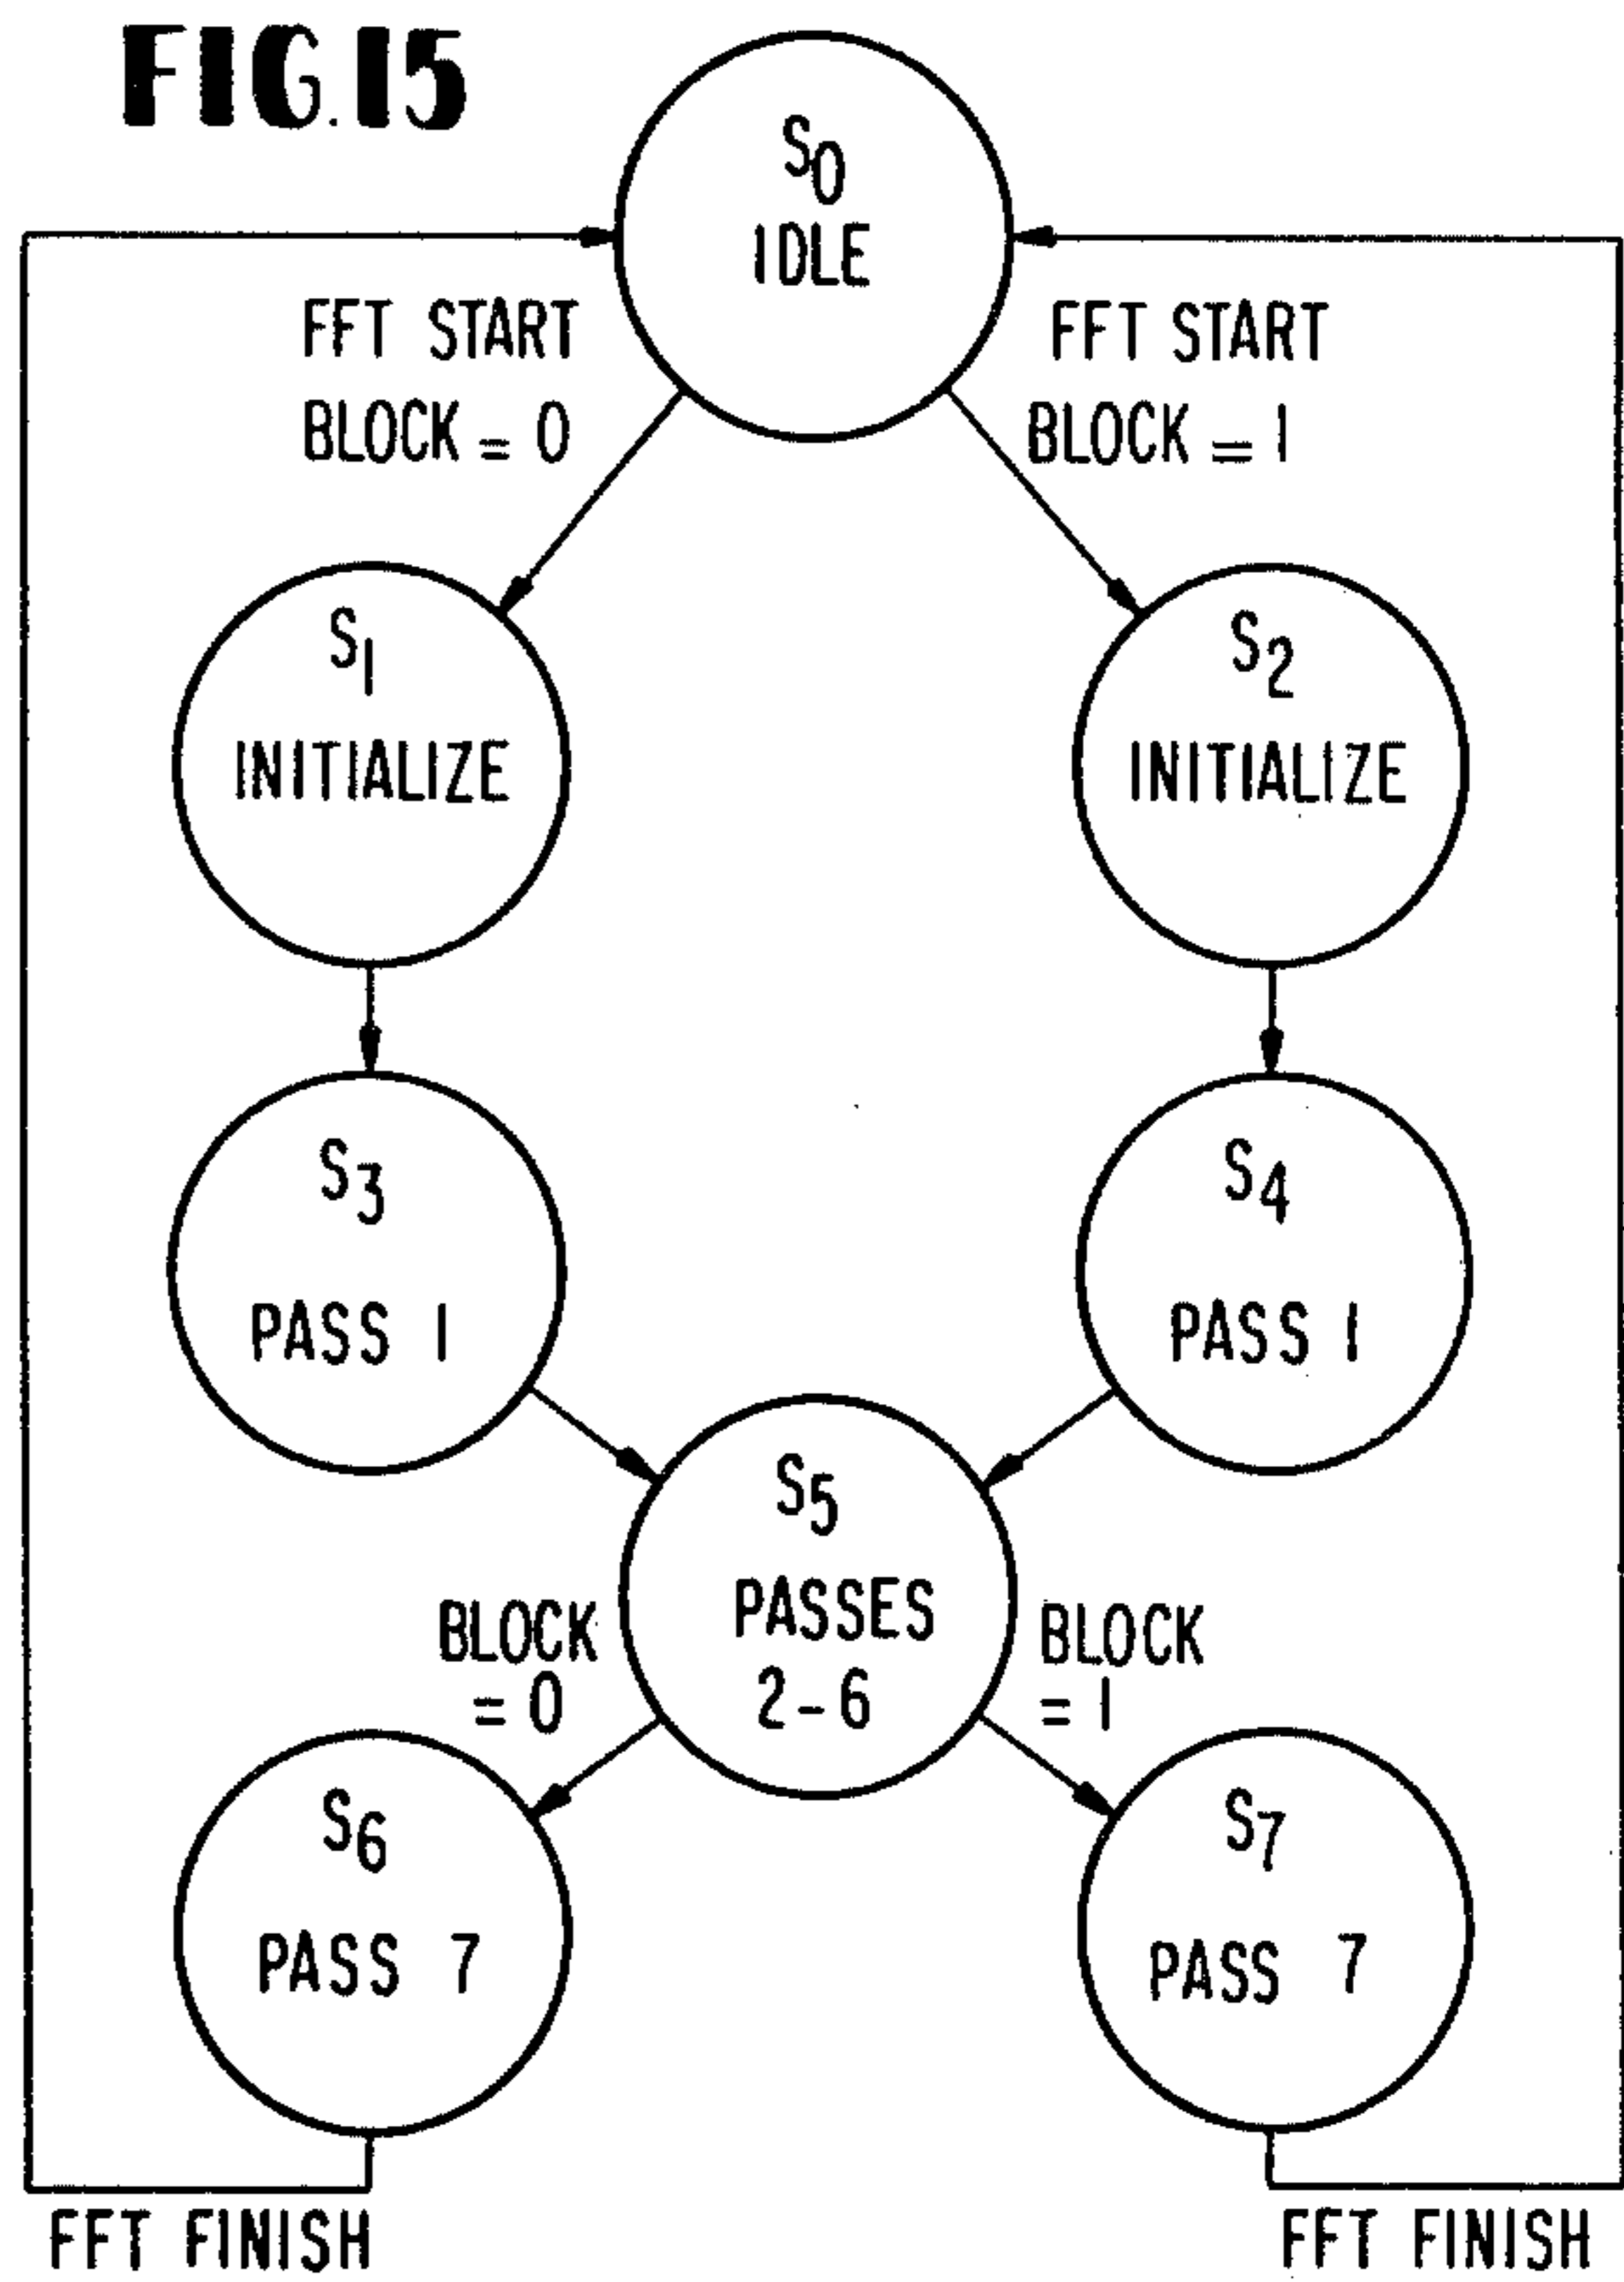 FIG.15
S0
IDLE
FFT START
BLOCK = 0
FFT START
BLOCK = 1
S1
INITIALIZE
S2
INITIALIZE
S3
PASS 1
S4
PASS 1
S5
PASSES
2-6
BLOCK
= 0
BLOCK
= 1
S6
PASS 7
S7
PASS 7
FFT FINISH
FFT FINISH